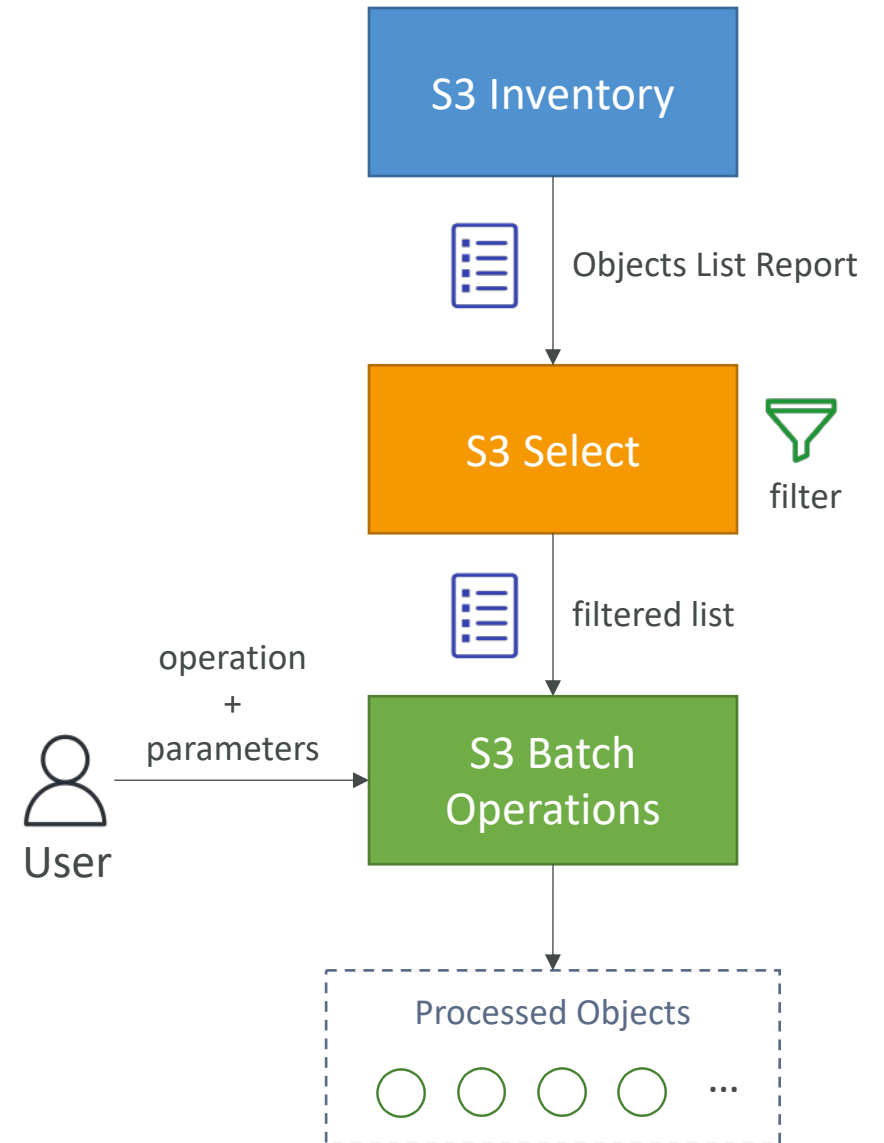 S3 Inventory
Objects List Report
S3 Select
filter
filtered list
operation
+
parameters
User
S3 Batch
Operations
Processed Objects
...